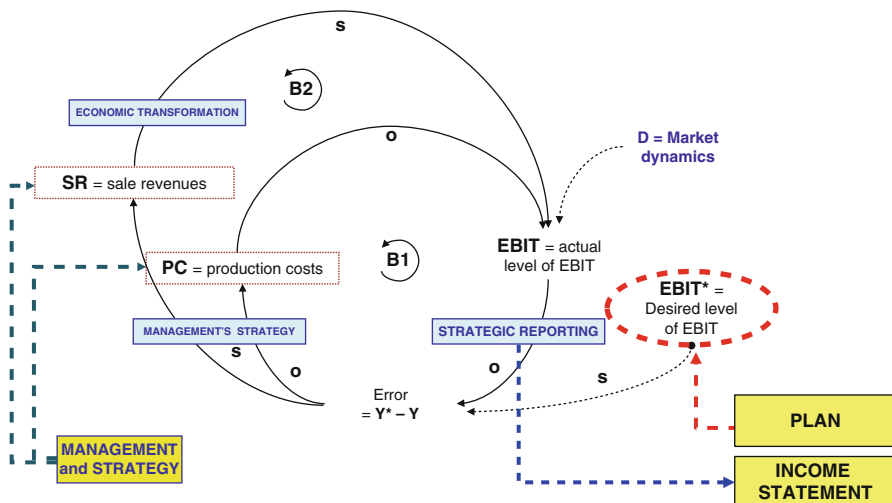 s
B2
ECONOMIC TRANSFORMATION
o
D = Market
dynamics
SR = sale revenues
EBIT = actual
level of EBIT
B1
PC = production costs
EBIT* =
Desired level
of EBIT
MANAGEMENT'S STRATEGY
STRATEGIC REPORTING
s
o
o
s
Error
= Y* – Y
PLAN
MANAGEMENT
and STRATEGY
INCOME
STATEMENT